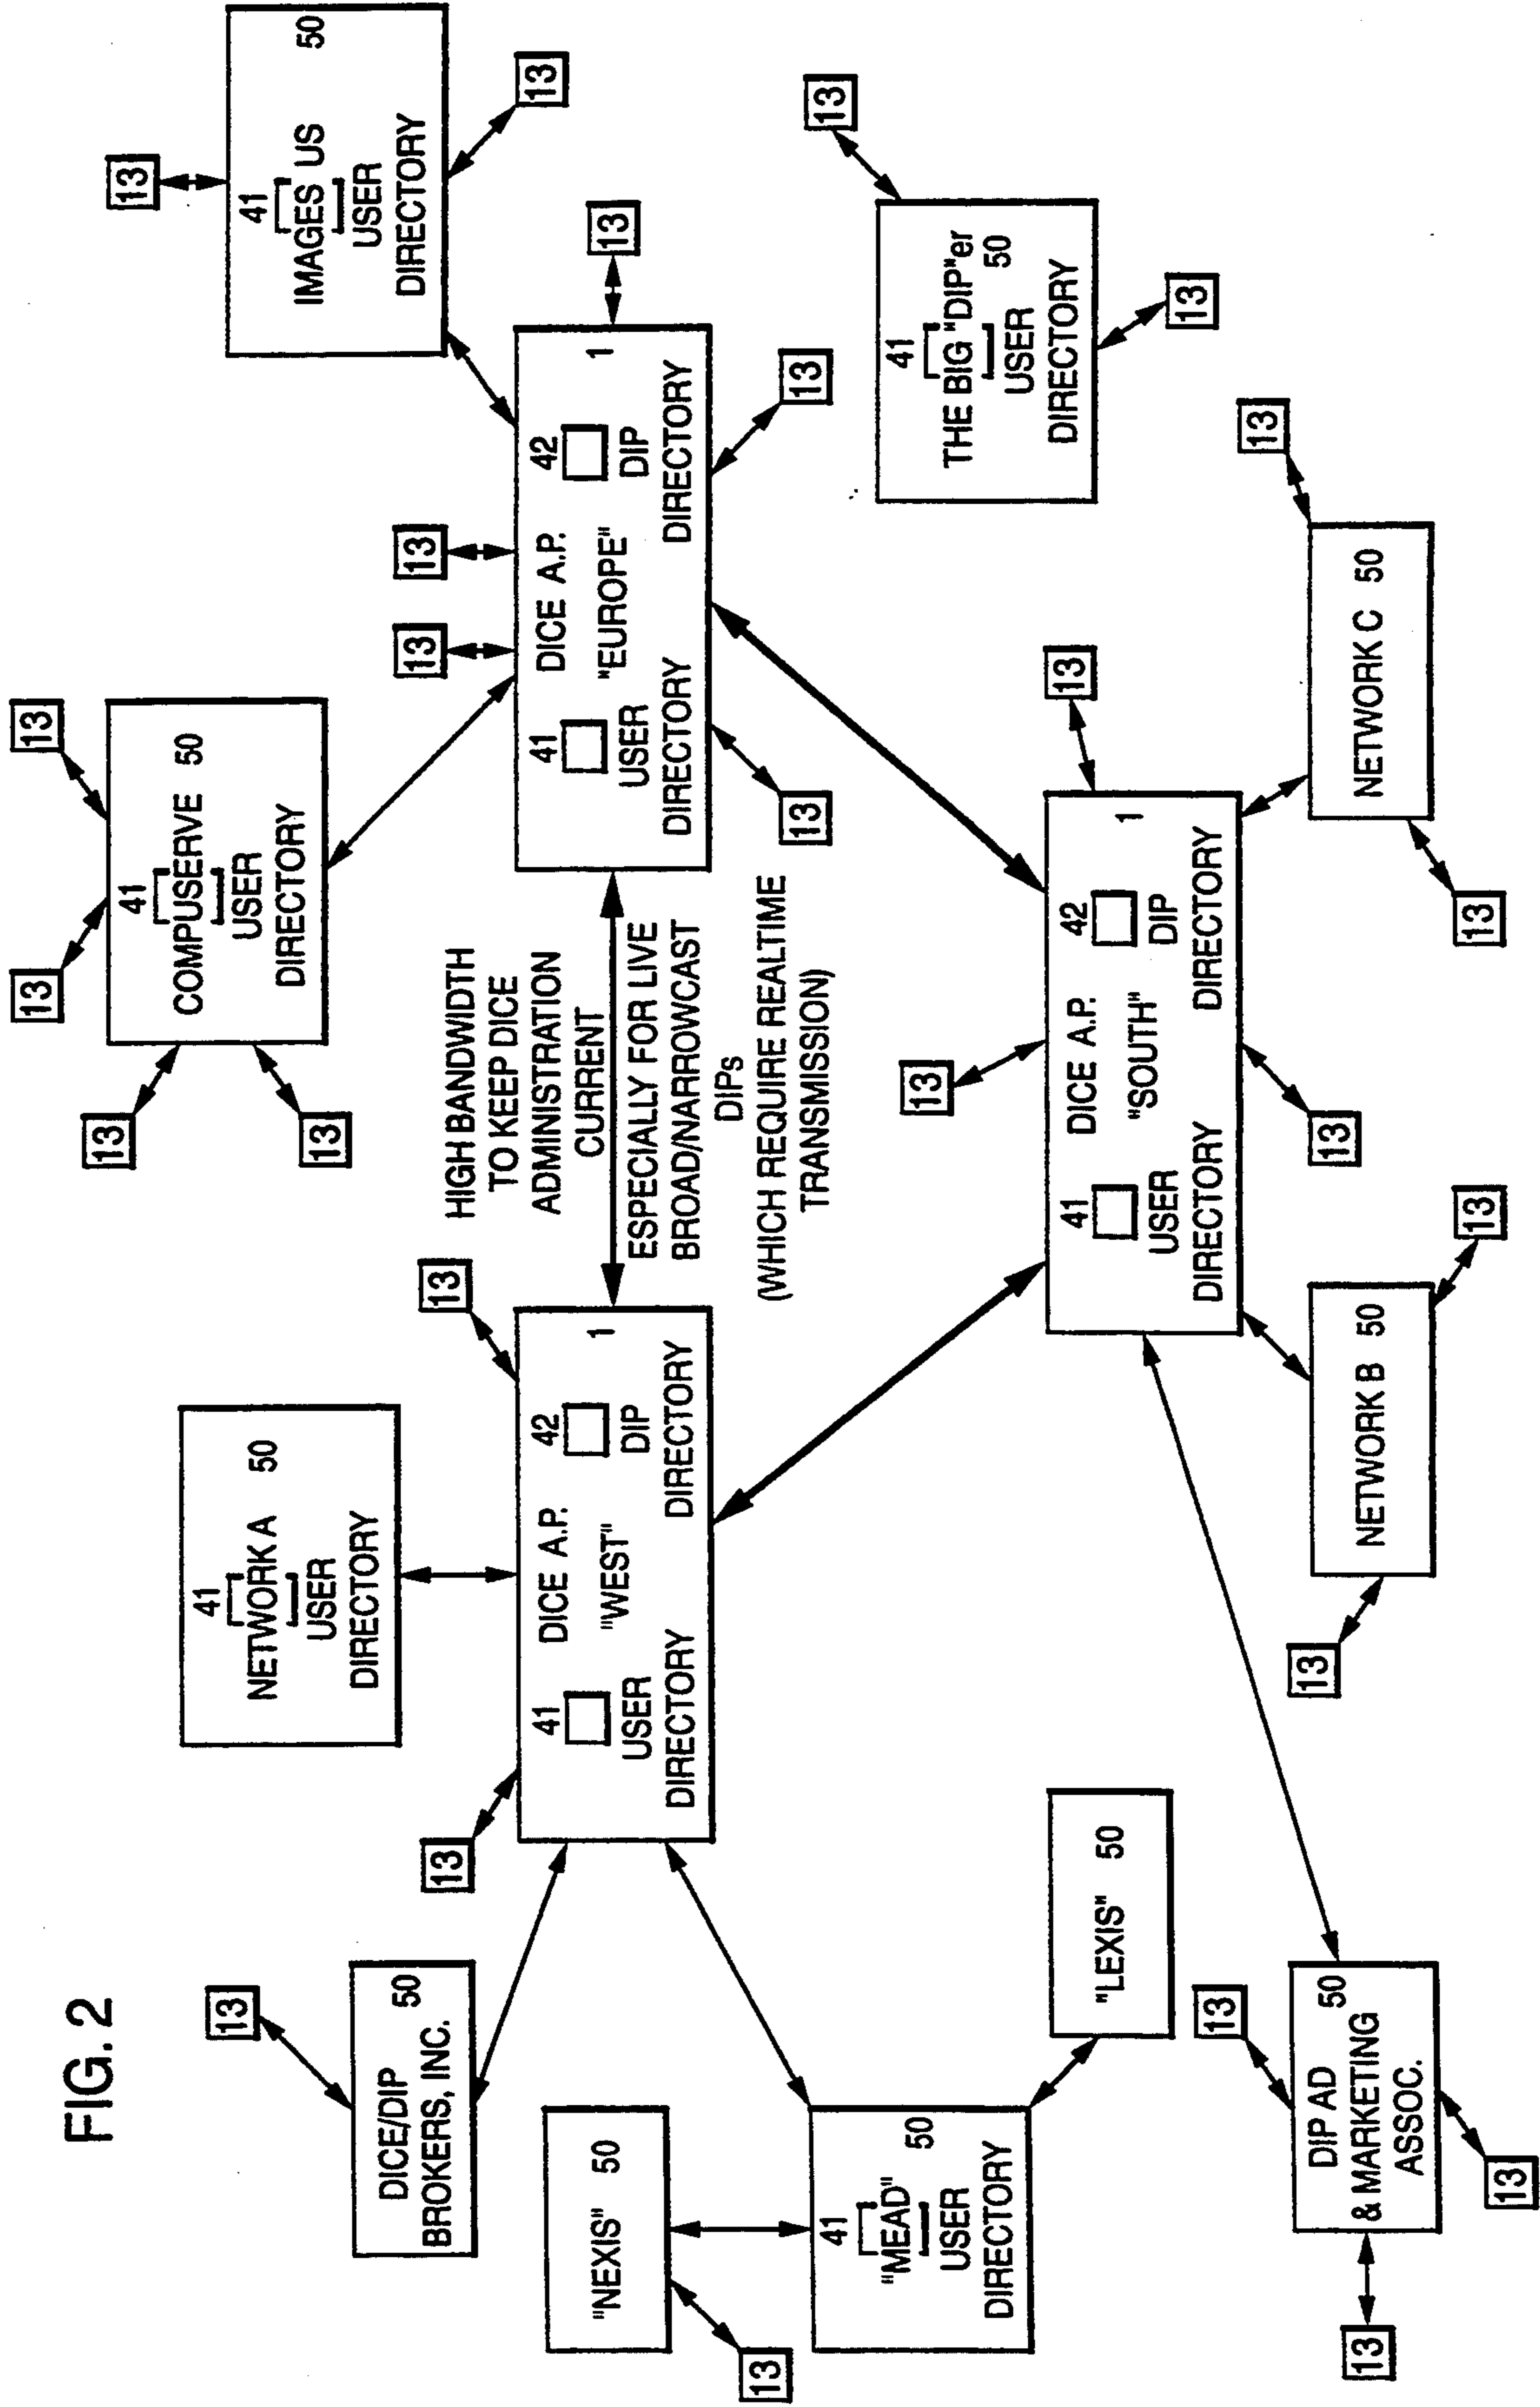 FIG. 2
13
DICE/DIP 50
BROKERS, INC.
41
NETWORK A 50
USER
DIRECTORY
13
13
13
13
41
COMPUSERVE 50
USER
DIRECTORY
13
41
IMAGES US 50
USER
DIRECTORY
13
13
13
DICE A.P.
"WEST"
1
41
USER
DIRECTORY
42
DIP
DIRECTORY
HIGH BANDWIDTH
TO KEEP DICE
ADMINISTRATION
CURRENT
ESPECIALLY FOR LIVE
BROAD/NARROWCAST
DIPs
(WHICH REQUIRE REALTIME
TRANSMISSION)
13
13
DICE A.P.
"EUROPE"
1
41
USER
DIRECTORY
42
DIP
DIRECTORY
13
13
13
"NEXIS" 50
13
41
"MEAD" 50
USER
DIRECTORY
"LEXIS" 50
13
13
DICE A.P.
"SOUTH"
1
41
USER
DIRECTORY
42
DIP
DIRECTORY
13
41
THE BIG "DIP"er
50
USER
DIRECTORY
13
13
DIP AD 50
& MARKETING
ASSOC.
13
13
13
NETWORK B 50
13
13
13
NETWORK C 50
13